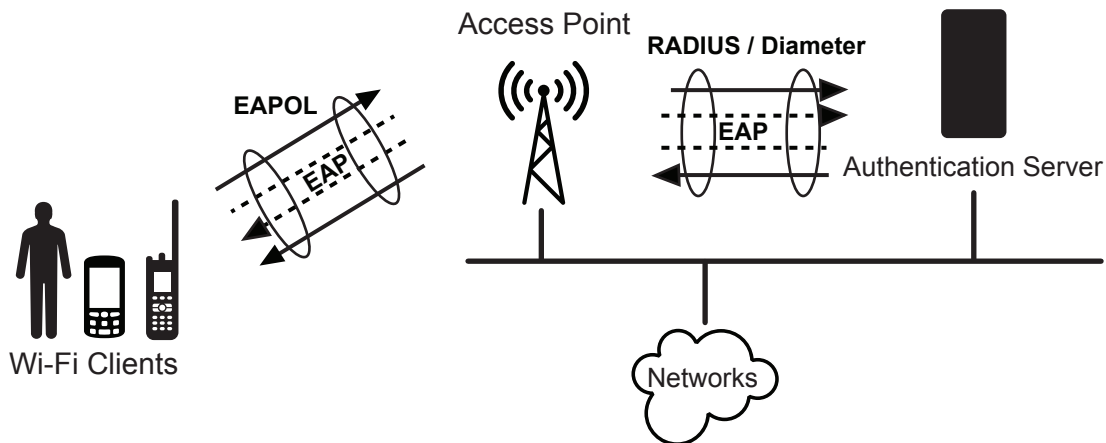 Access Point
RADIUS / Diameter
EAPOL
EAP
EAP
Authentication Server
Wi-Fi Clients
Networks